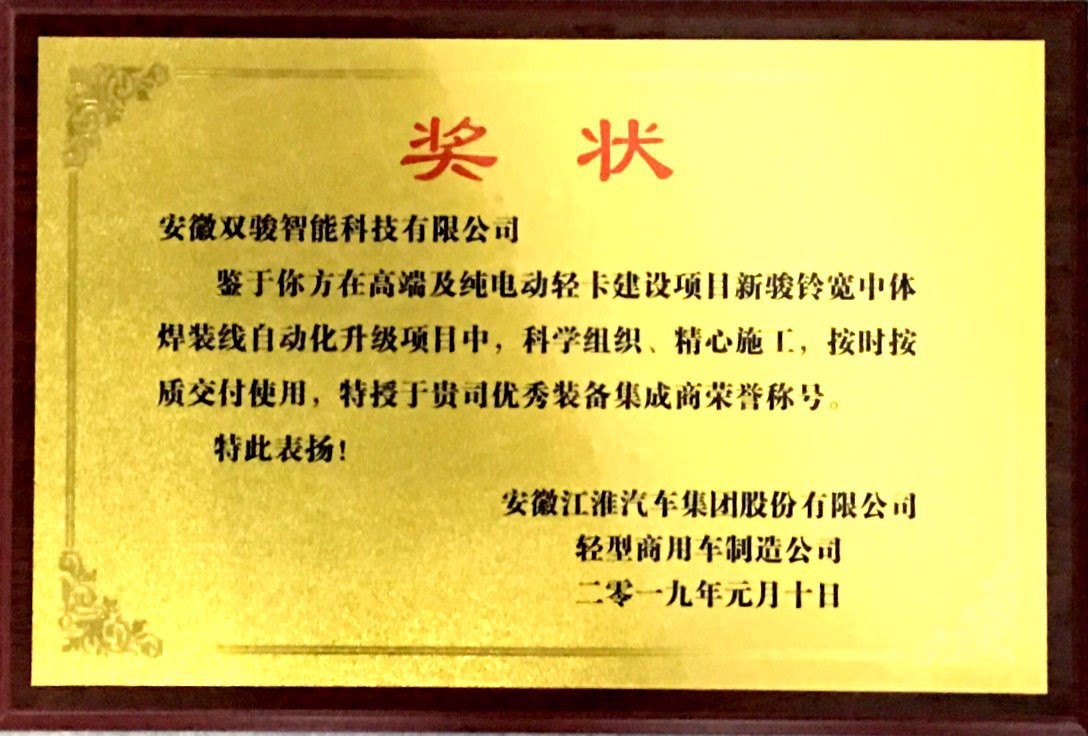 奖状
安徽双骏智能科技有限公司
鉴于你方在高端及纯电动轻卡建设项目新骏铃宽中体
焊装线自动化升级项目中，科学组织、精心施工，按时按
质交付使用，特授于贵司优秀装备集成商荣誉称号。
特此表扬！
安徽江淮汽车集团股份有限公司
轻型商用车制造公司
二零一九年元月十日